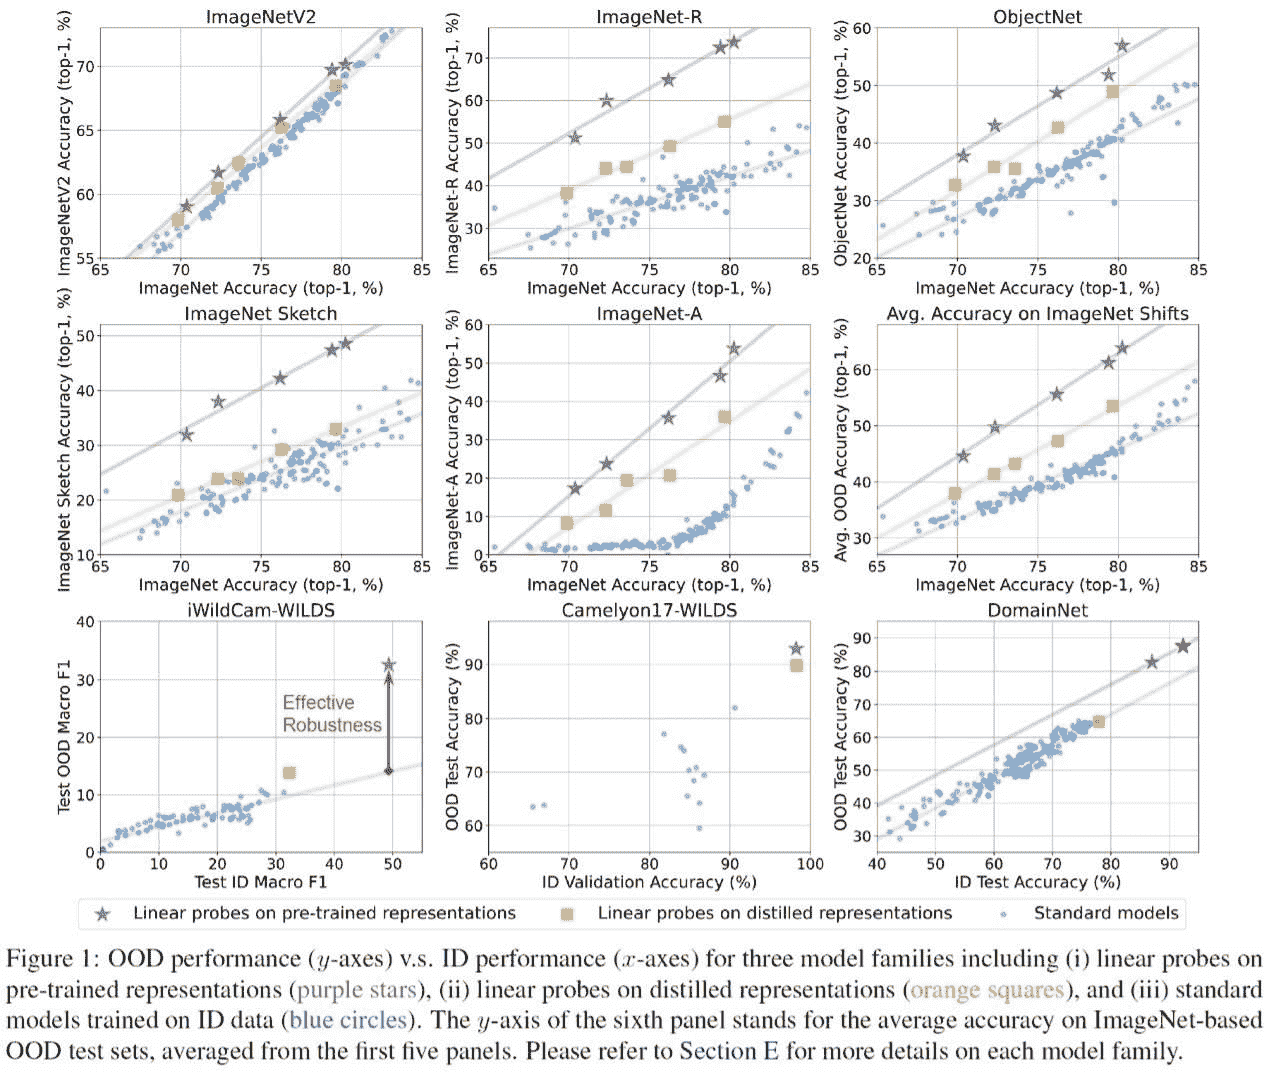 ImageNetV2
ImageNetV2 Accuracy (top-1, %)
70
65
60
55
65 70 75 80 85
ImageNet Accuracy (top-1, %)
ImageNet-R
ImageNet-R Accuracy (top-1, %)
70
60
50
40
30
65 70 75 80 85
ImageNet Accuracy (top-1, %)
ObjectNet
ObjectNet Accuracy (top-1, %)
60
50
40
30
20
65 70 75 80 85
ImageNet Accuracy (top-1, %)
ImageNet Sketch
ImageNet Sketch Accuracy (top-1, %)
50
40
30
20
10
65 70 75 80 85
ImageNet Accuracy (top-1, %)
ImageNet-A
ImageNet-A Accuracy (top-1, %)
60
50
40
30
20
10
0
65 70 75 80 85
ImageNet Accuracy (top-1, %)
Avg. Accuracy on ImageNet Shifts
Avg. OOD Accuracy (top-1, %)
60
50
40
30
65 70 75 80 85
ImageNet Accuracy (top-1, %)
iWildCam-WILDS
Test OOD Macro F1
40
30
20
10
0
Effective
Robustness
0 10 20 30 40 50
Test ID Macro F1
Camelyon17-WILDS
OOD Test Accuracy (%)
90
80
70
60
60 70 80 90 100
ID Validation Accuracy (%)
DomainNet
OOD Test Accuracy (%)
90
80
70
60
50
40
30
40 50 60 70 80 90
ID Test Accuracy (%)
Linear probes on pre-trained representations Linear probes on distilled representations Standard models
Figure 1: OOD performance (y-axes) v.s. ID performance (x-axes) for three model families including (i) linear probes on
pre-trained representations (purple stars), (ii) linear probes on distilled representations (orange squares), and (iii) standard
models trained on ID data (blue circles). The y-axis of the sixth panel stands for the average accuracy on ImageNet-based
OOD test sets, averaged from the first five panels. Please refer to Section E for more details on each model family.